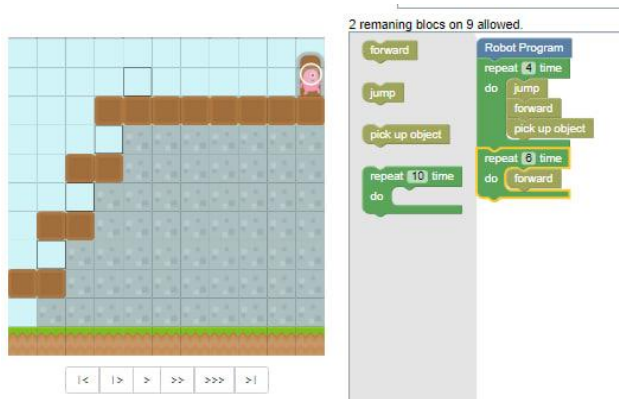 2 remaning blocs on 9 allowed.
forward
jump
pick up object
repeat 10 time
do
Robot Program
repeat 4 time
do jump
forward
pick up object
repeat 6 time
do forward
|< |> > >> >>> >|